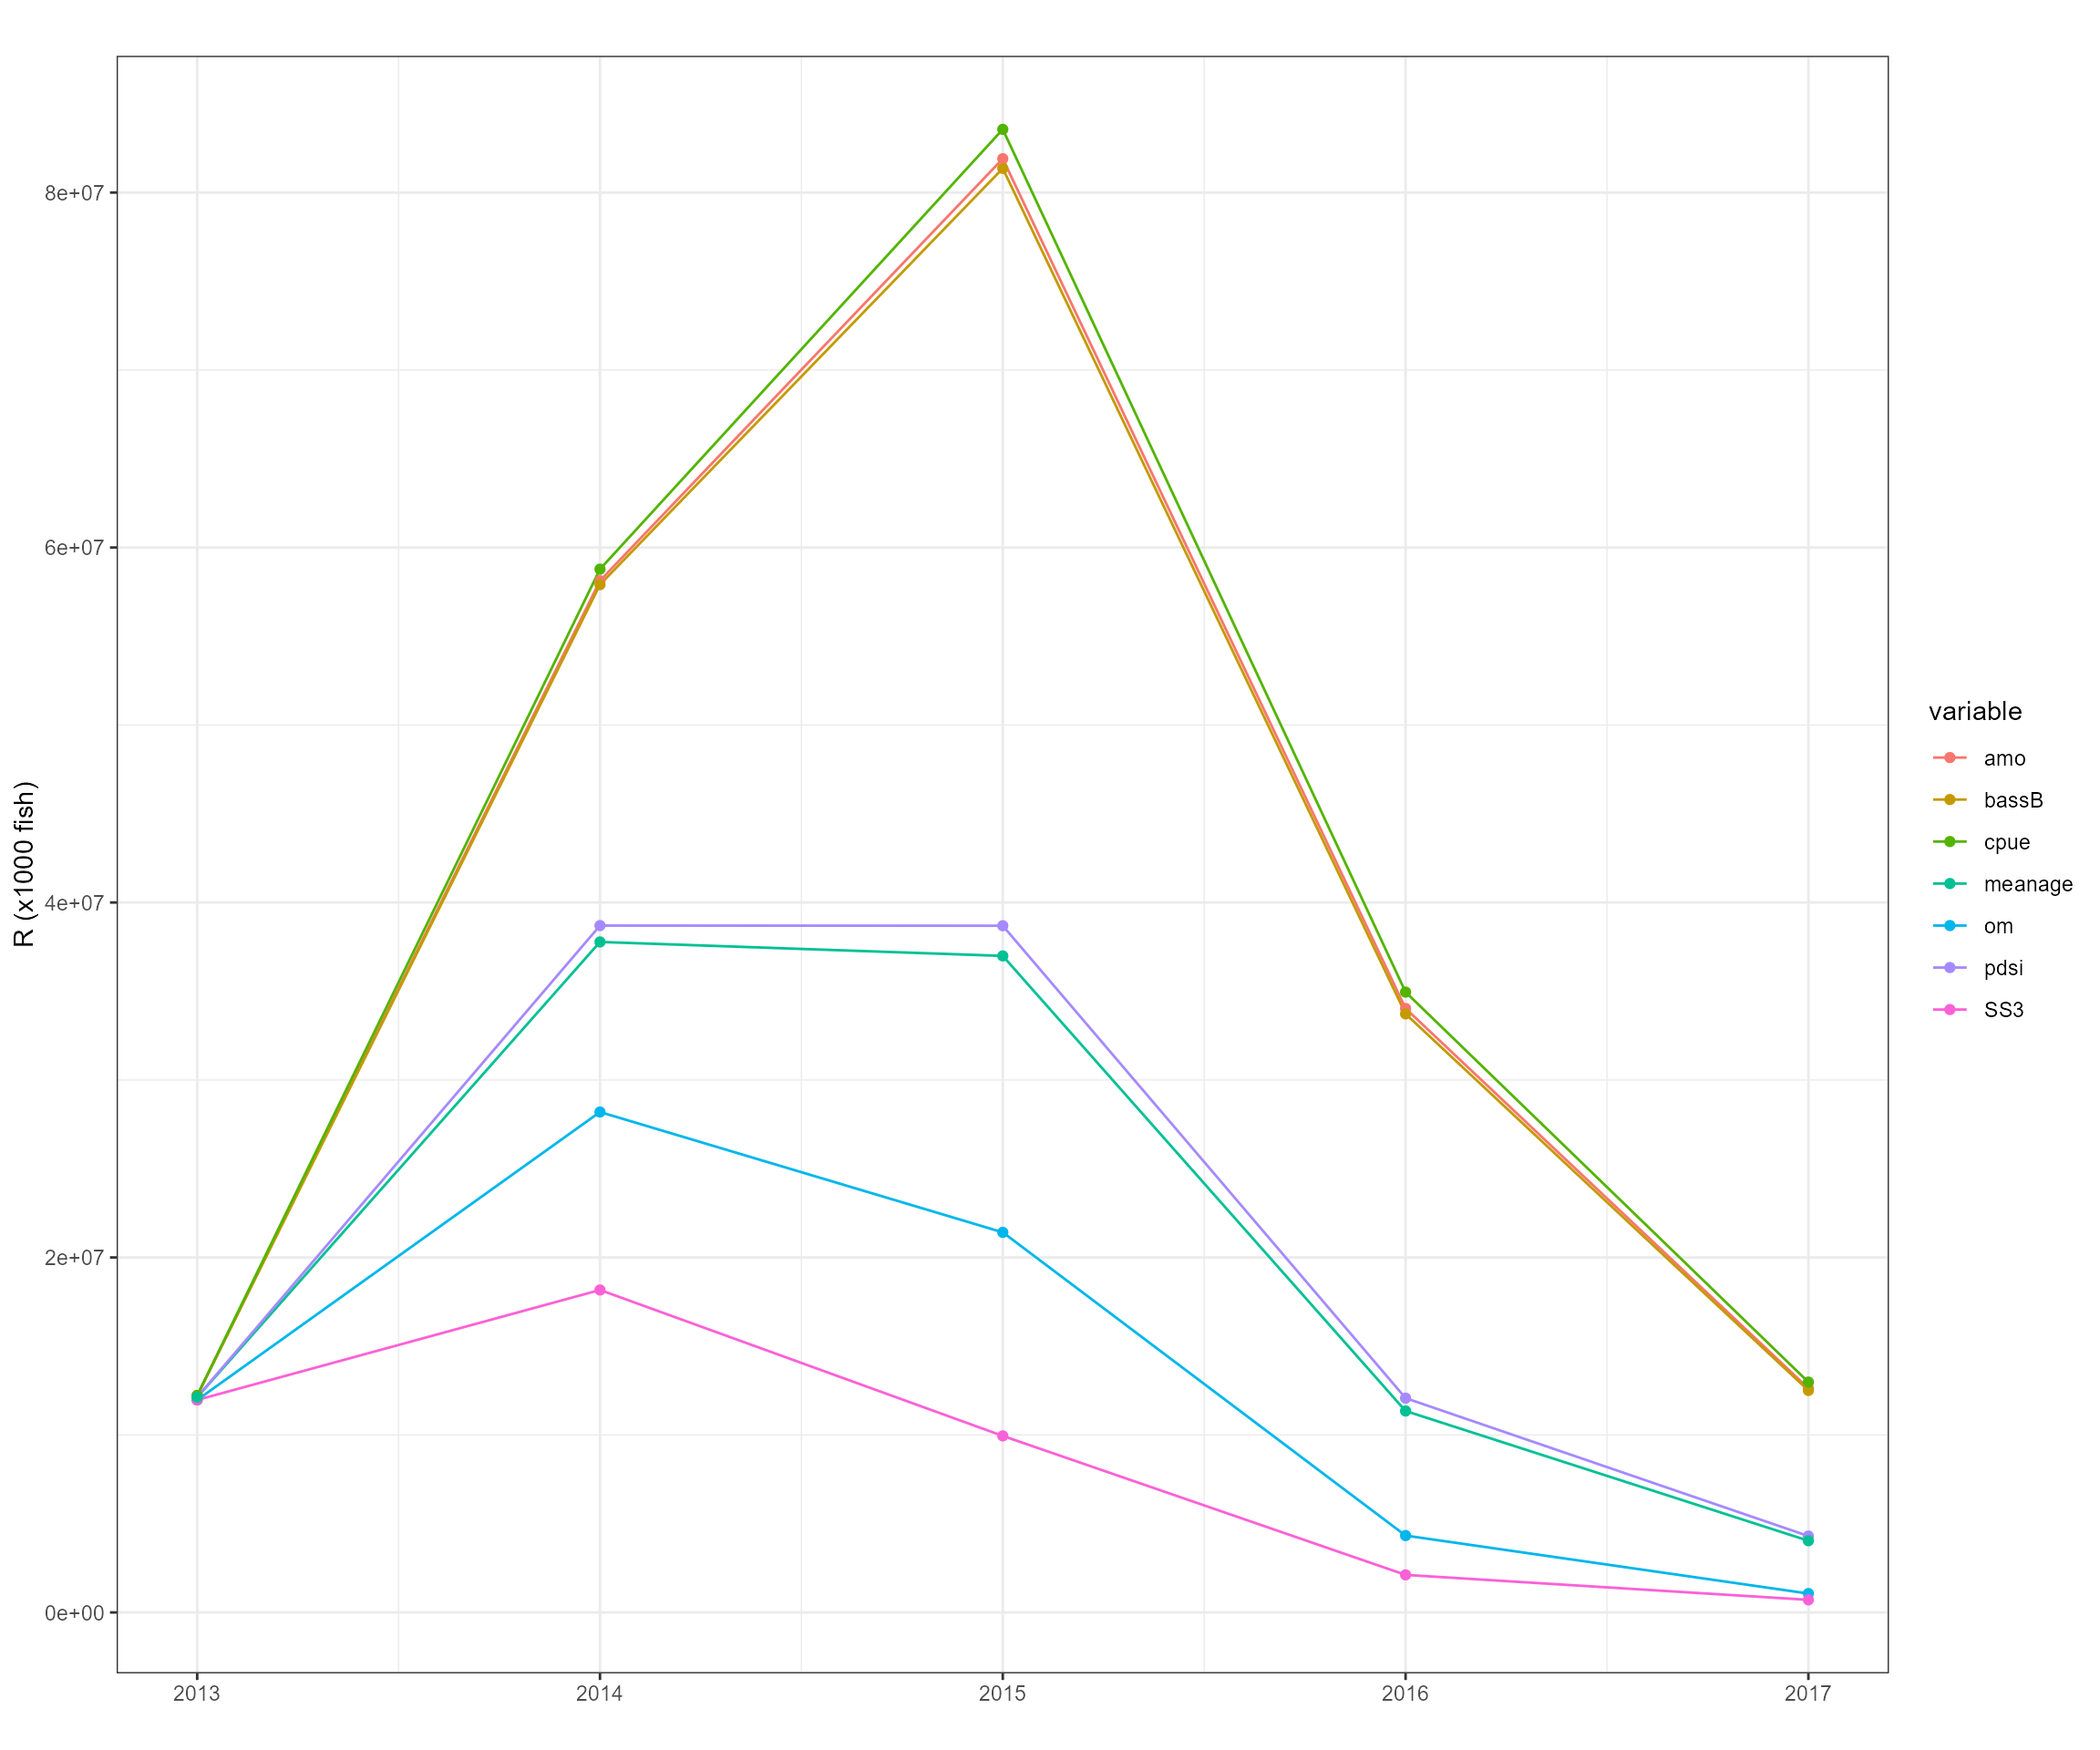 R (x1000 fish)
8e+07
6e+07
4e+07
2e+07
0e+00
2013 2014 2015 2016 2017
variable
amo
bassB
cpue
meanage
om
pdsi
SS3